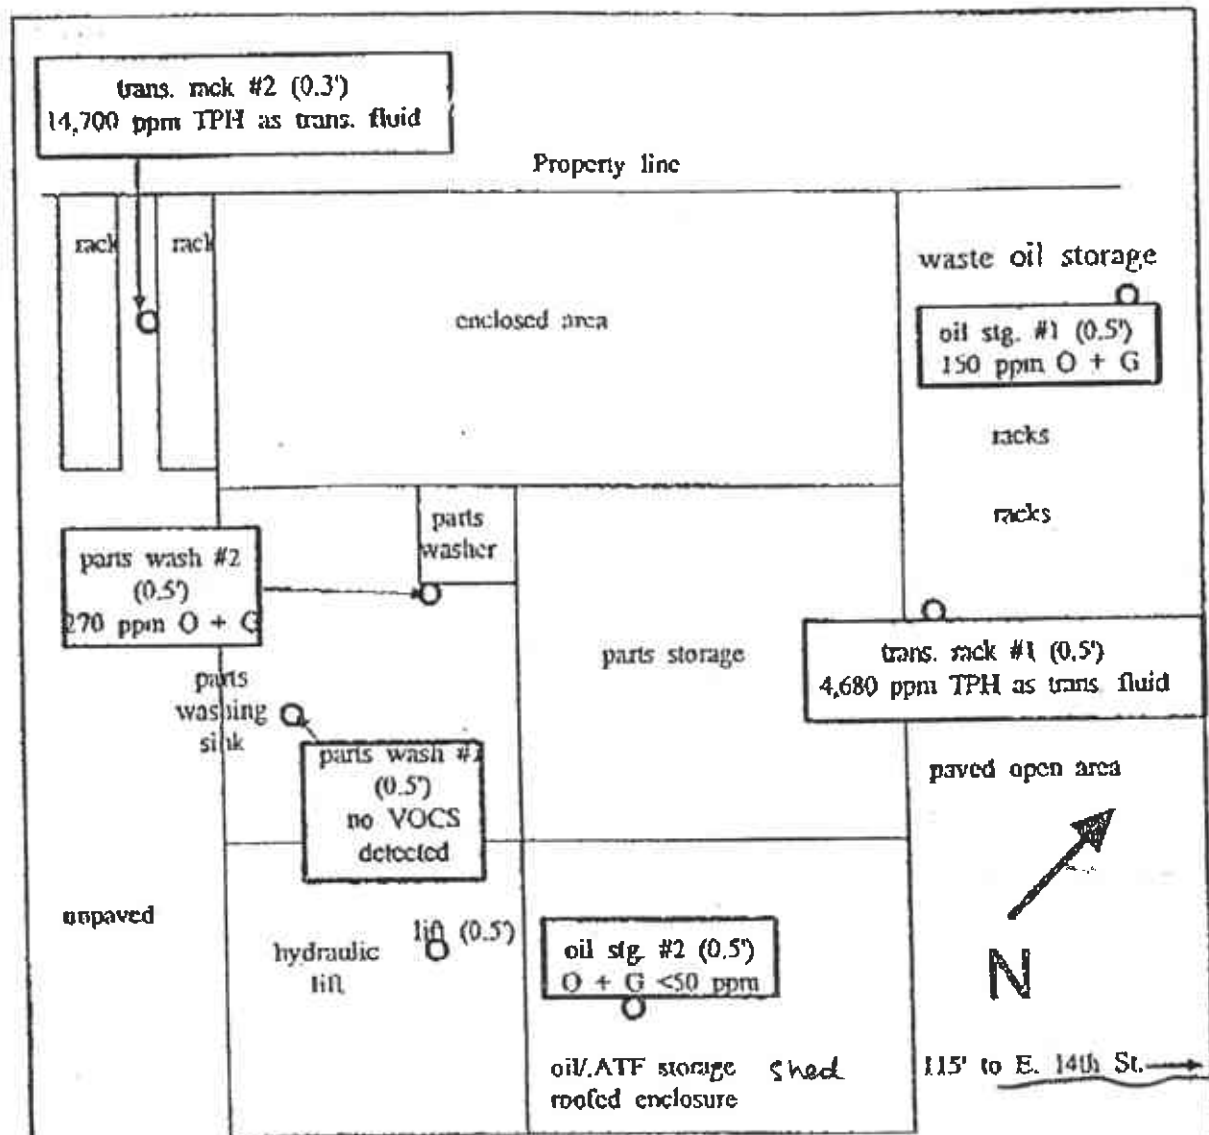 trans. rack #2 (0.3')
14,700 ppm TPH as trans. fluid
Property line
rack
rack
waste oil storage
enclosed area
oil stg. #1 (0.5')
150 ppm O + G
racks
racks
parts
washer
parts wash #2
(0.5')
270 ppm O + G
parts storage
trans. rack #1 (0.5')
4,680 ppm TPH as trans. fluid
parts
washing
sink
parts wash #1
(0.5')
no VOCS
detected
paved open area
unpaved
lift (0.5')
hydraulic
lift
oil stg. #2 (0.5')
O + G <50 ppm
N
oil/.ATF storage shed
roofed enclosure
115' to E. 14th St.